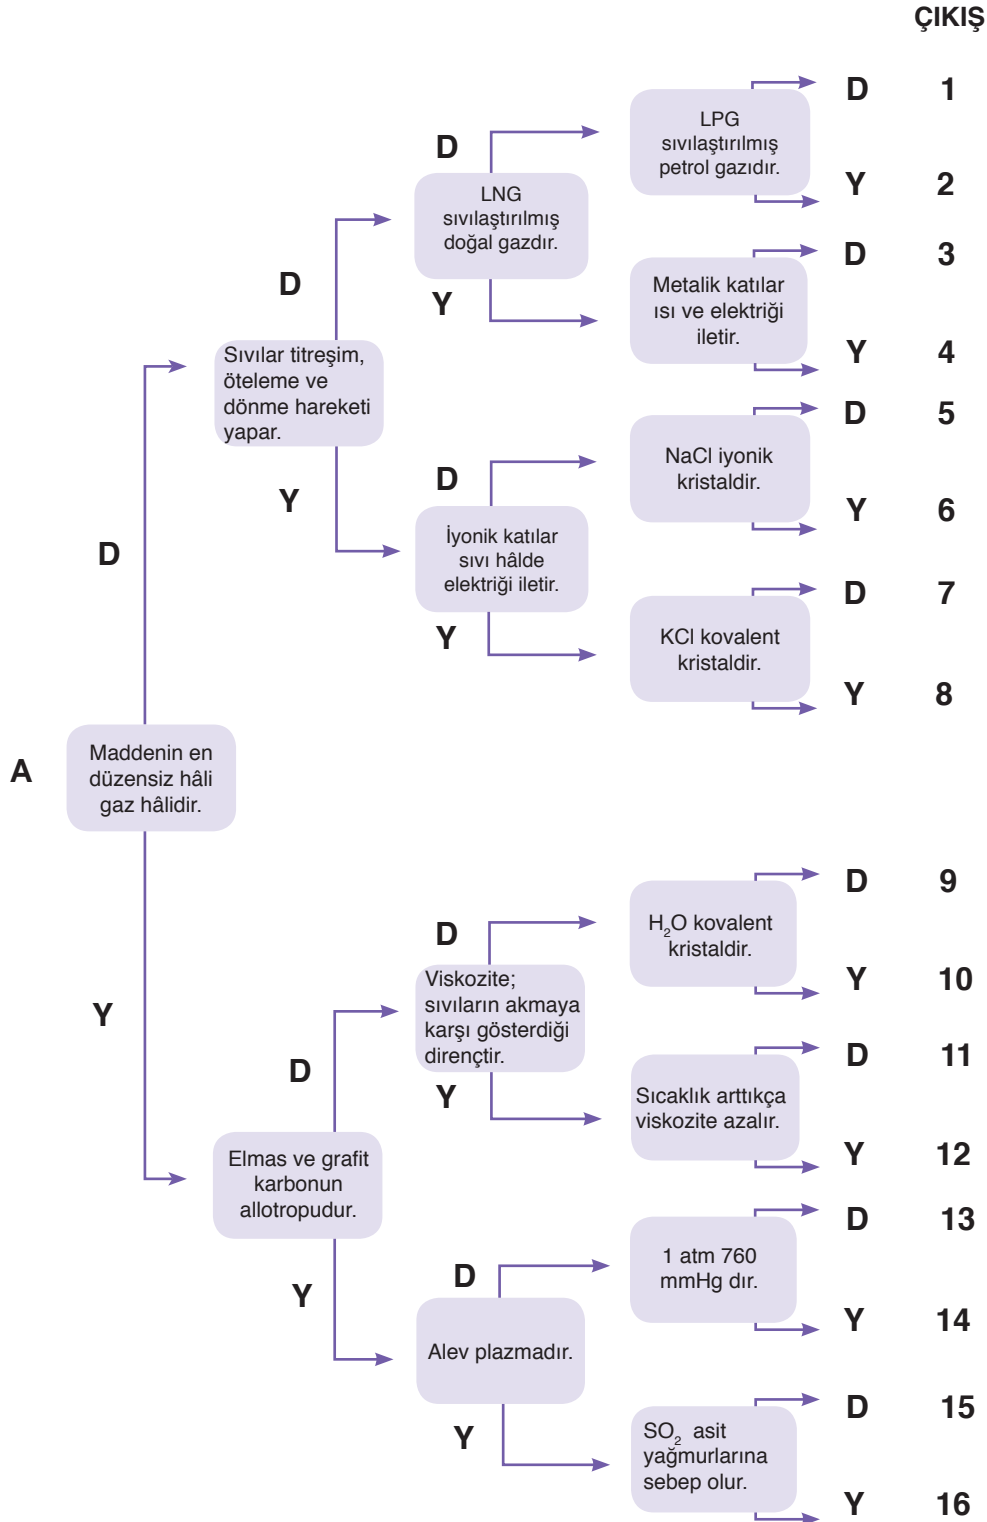 ÇIKIŞ
D 1
LPG
sıvılaştırılmış
petrol gazıdır.
Y 2
D
LNG
sıvılaştırılmış
doğal gazdır.
Y
D 3
Metalik katılar
ısı ve elektriği
iletir.
Y 4
D
Sıvılar titreşim,
öteleme ve
dönme hareketi
yapar.
Y
D 5
NaCl iyonik
kristaldir.
Y 6
D
İyonik katılar
sıvı hâlde
elektriği iletir.
Y
D 7
KCl kovalent
kristaldir.
Y 8
D
A
Maddenin en
düzensiz hâli
gaz hâlidir.
Y
D 9
H₂O kovalent
kristaldir.
Y 10
D
Viskozite;
sıvıların akmaya
karşı gösterdiği
dirençtir.
Y
D 11
Sıcaklık arttıkça
viskozite azalır.
Y 12
D
Elmas ve grafit
karbonun
allotropudur.
Y
D 13
1 atm 760
mmHg dır.
Y 14
D
Alev plazmadır.
Y
D 15
SO₂ asit
yağmurlarına
sebep olur.
Y 16